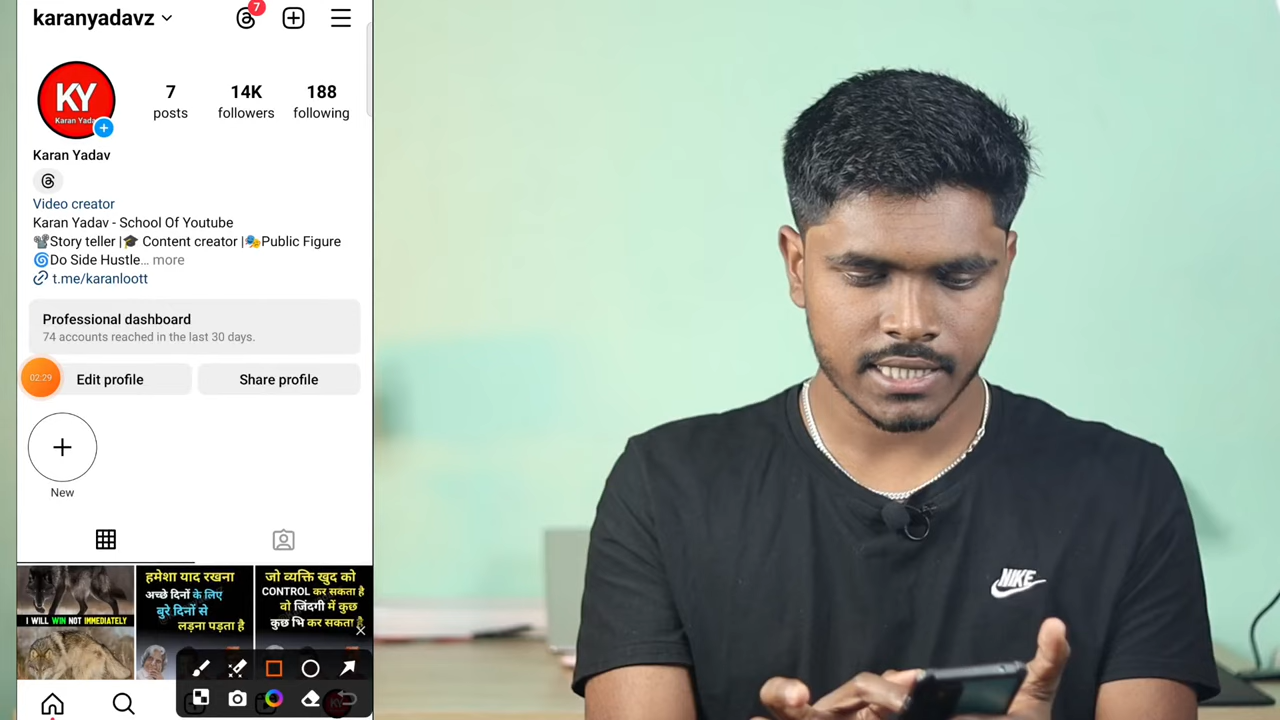 karanyadavz
7
KY
Karan Yada
7
posts
14K
followers
188
following
Karan Yadav
Video creator
Karan Yadav - School Of Youtube
📽️Story teller |🎓 Content creator |🎭Public Figure
🌀Do Side Hustle… more
t.me/karanloott
Professional dashboard
74 accounts reached in the last 30 days.
02:29
Edit profile
Share profile
New
I WILL WIN NOT IMMEDIATELY
हमेशा याद रखना
अच्छे दिनों के लिए
बुरे दिनों से
लड़ना पड़ता है
जो व्यक्ति खुद को
CONTROL कर सकता है
वो जिंदगी में कुछ
कुछ भि कर सकता है
NIKE